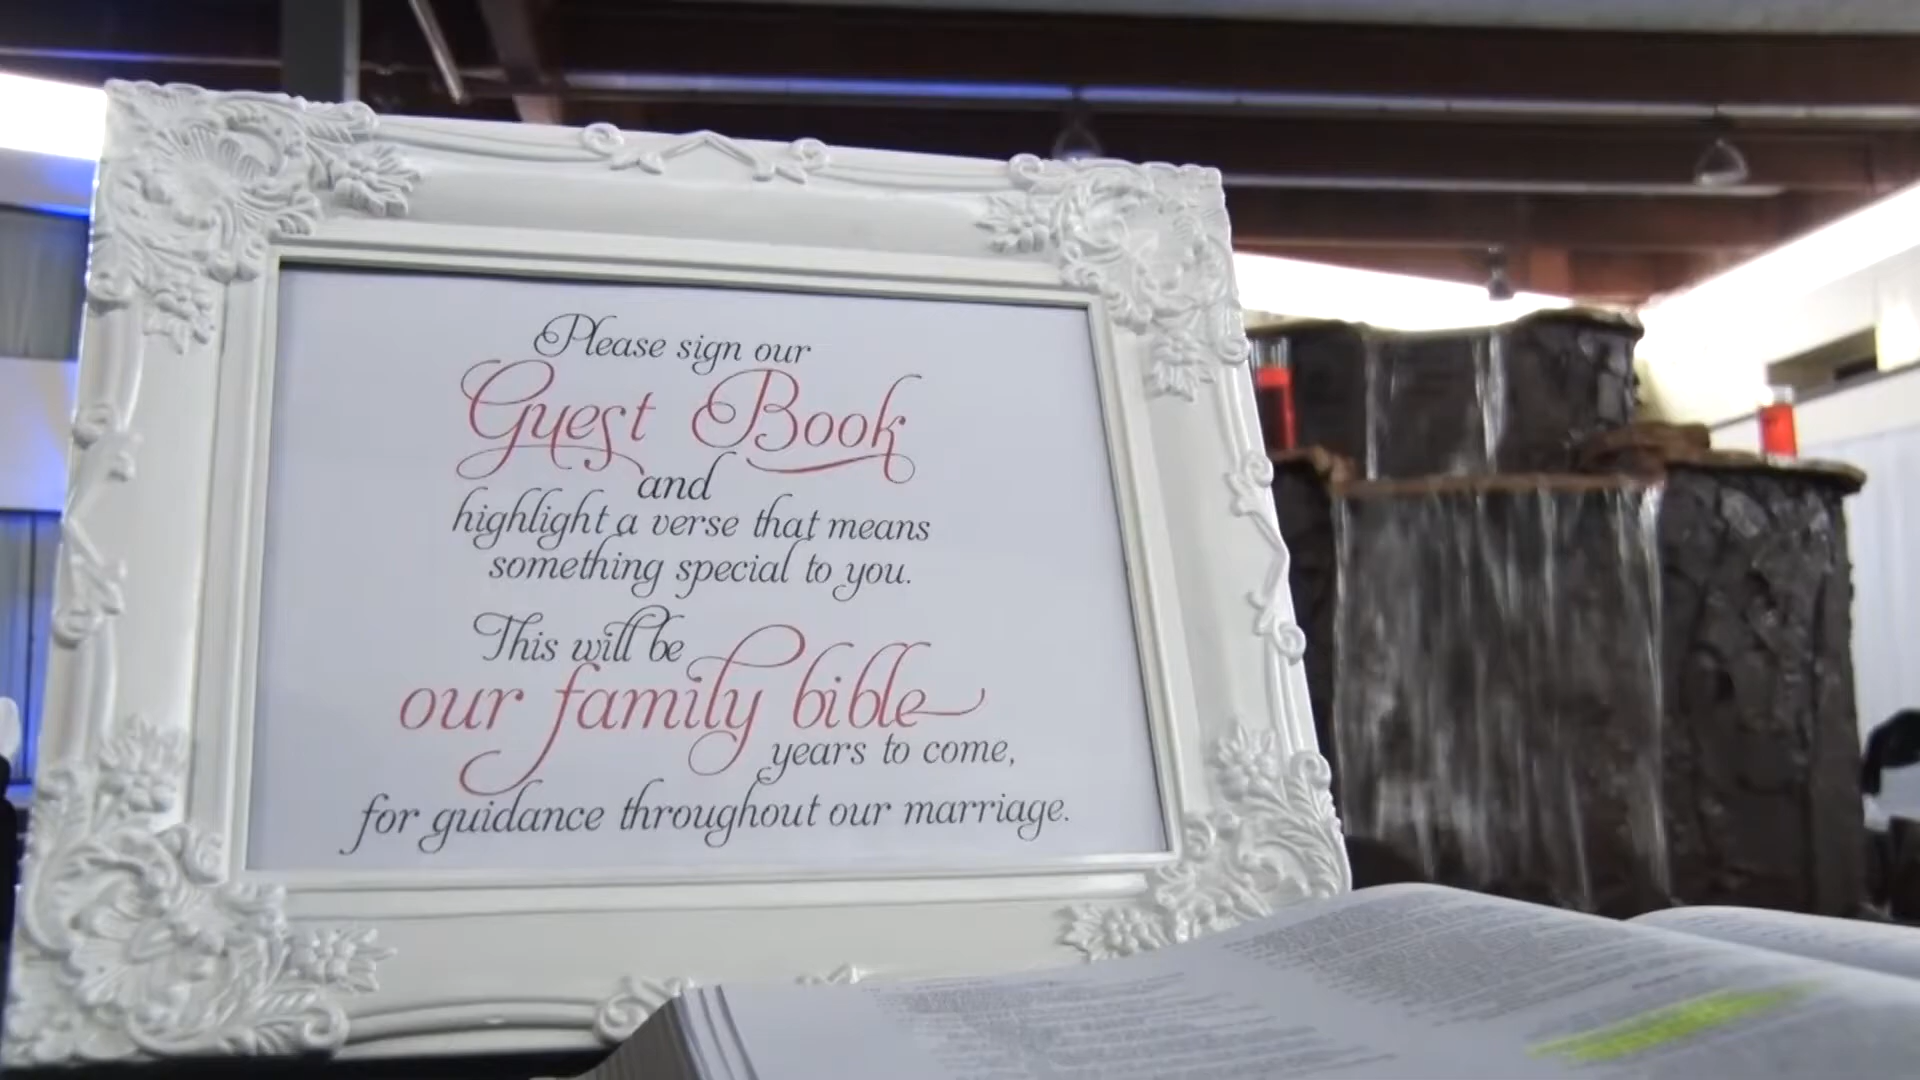 Please sign our
Guest Book
and
highlight a verse that means
something special to you.
This will be
our family bible
years to come,
for guidance throughout our marriage.